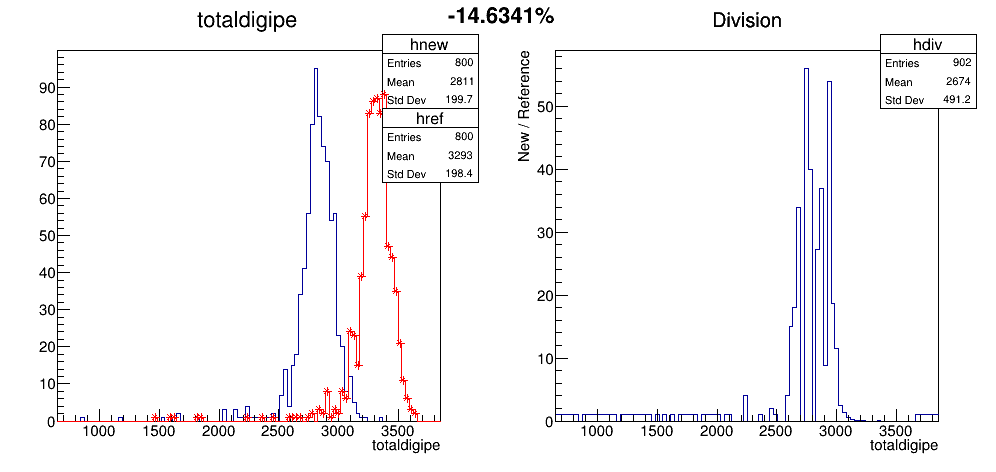 -14.6341%
totaldigipe
hnew
Entries 800
Mean 2811
Std Dev 199.7
href
Entries 800
Mean 3293
Std Dev 198.4
90
80
70
60
50
40
30
20
10
0
1000 1500 2000 2500 3000 3500
totaldigipe
Division
hdiv
Entries 902
Mean 2674
Std Dev 491.2
New / Reference
50
40
30
20
10
0
1000 1500 2000 2500 3000 3500
totaldigipe